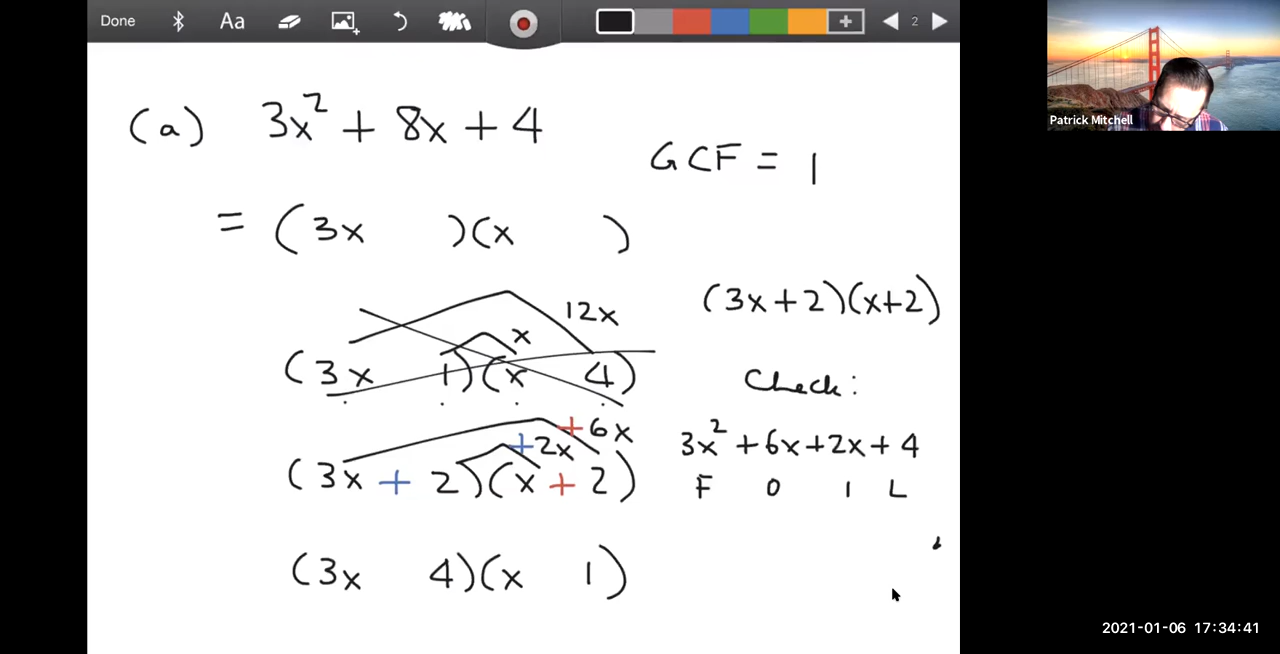 Done Aa 2
Patrick Mitchell
(a) 3x² + 8x + 4
GCF = 1
= (3x )(x )
(3x+2)(x+2)
12x
x
(3x 1)(x 4)
Check:
+2x +6x
(3x + 2)(x + 2)
3x² + 6x + 2x + 4
F O I L
(3x 4)(x 1)
2021-01-06 17:34:41